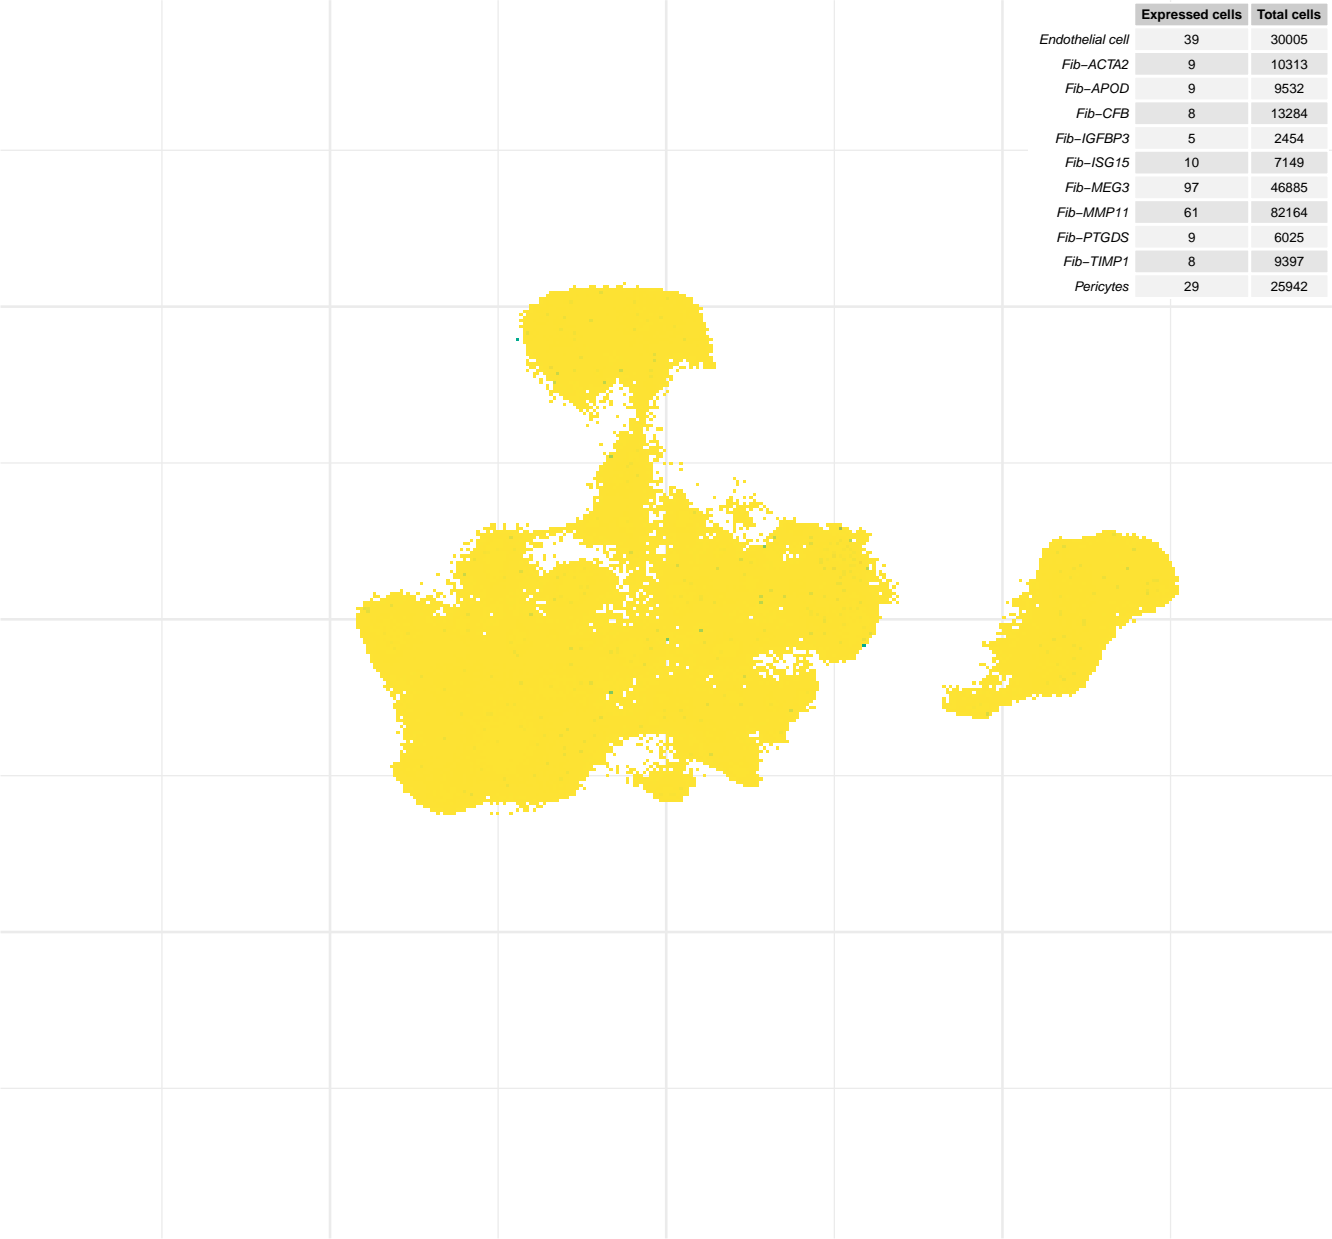 Expressed cells Total cells
Endothelial cell 39 30005
Fib−ACTA2 9 10313
Fib−APOD 9 9532
Fib−CFB 8 13284
Fib−IGFBP3 5 2454
Fib−ISG15 10 7149
Fib−MEG3 97 46885
Fib−MMP11 61 82164
Fib−PTGDS 9 6025
Fib−TIMP1 8 9397
Pericytes 29 25942